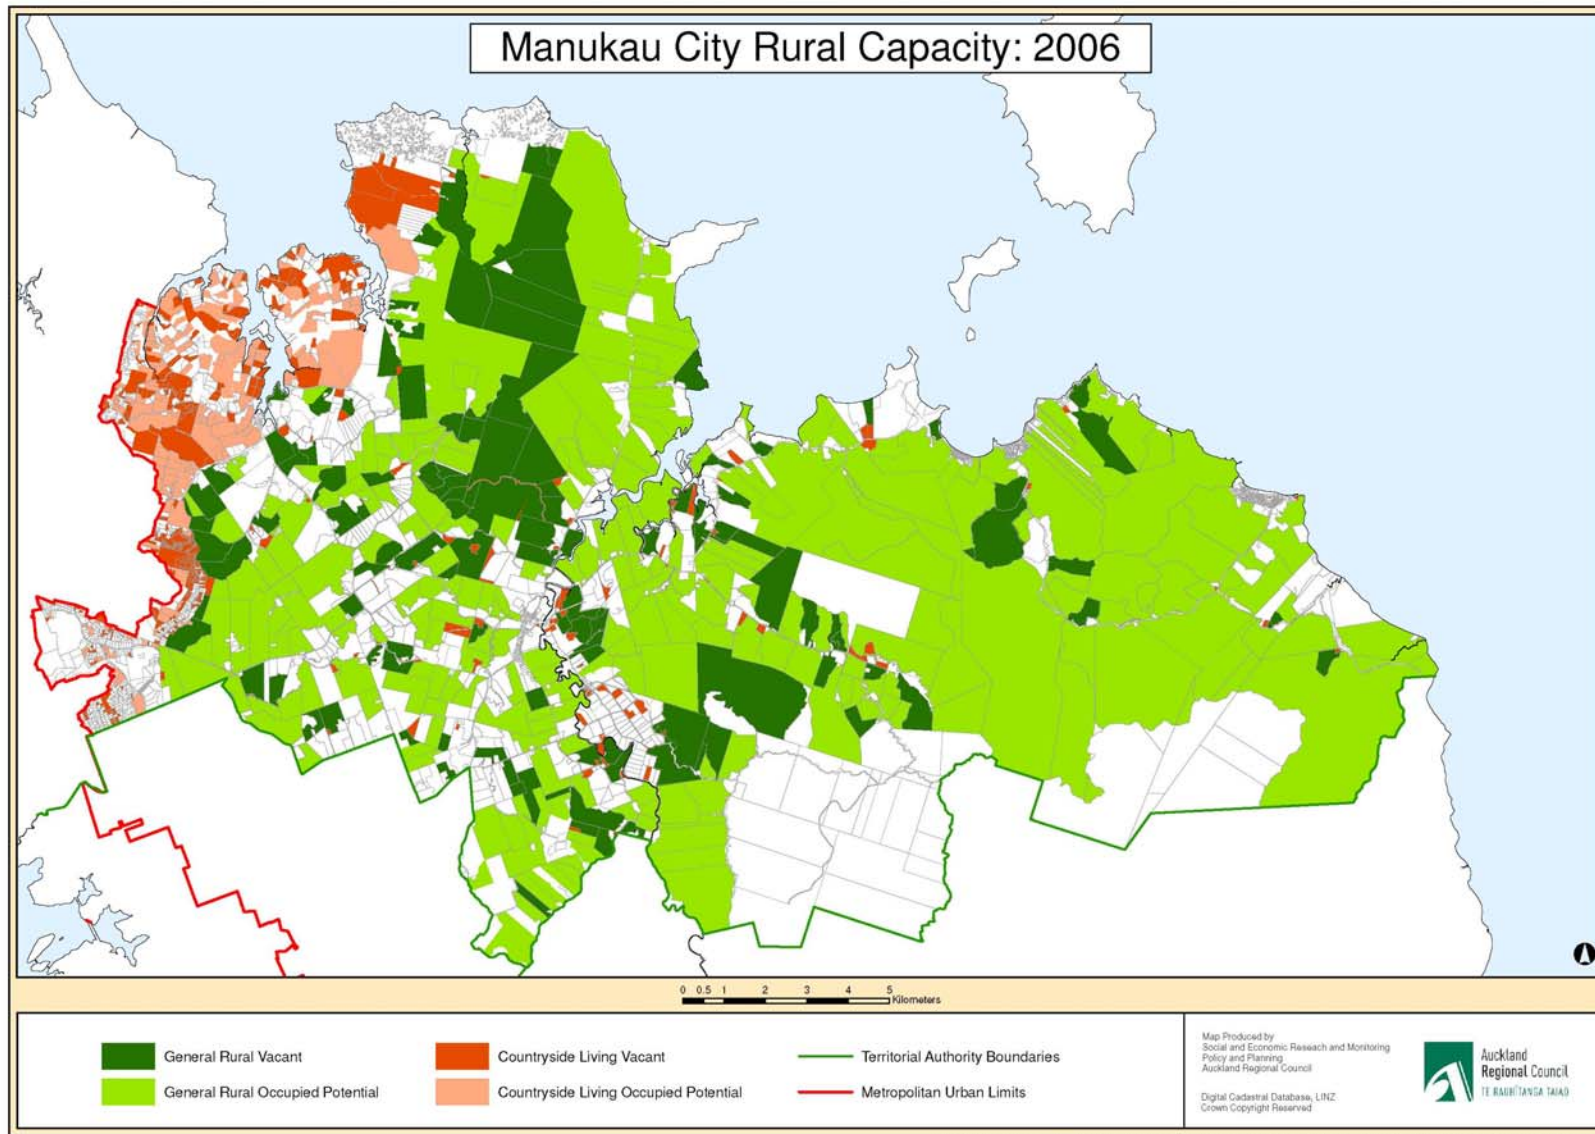 Manukau City Rural Capacity: 2006
0 0.5 1 2 3 4 5
Kilometers
General Rural Vacant
General Rural Occupied Potential
Countryside Living Vacant
Countryside Living Occupied Potential
Territorial Authority Boundaries
Metropolitan Urban Limits
Map Produced by
Social and Economic Reseach and Monitoring
Policy and Planning
Auckland Regional Council
Digital Cadastral Database, LINZ
Crown Copyright Reserved
Auckland
Regional Council
TE RAUHĪTANGA TAIAO